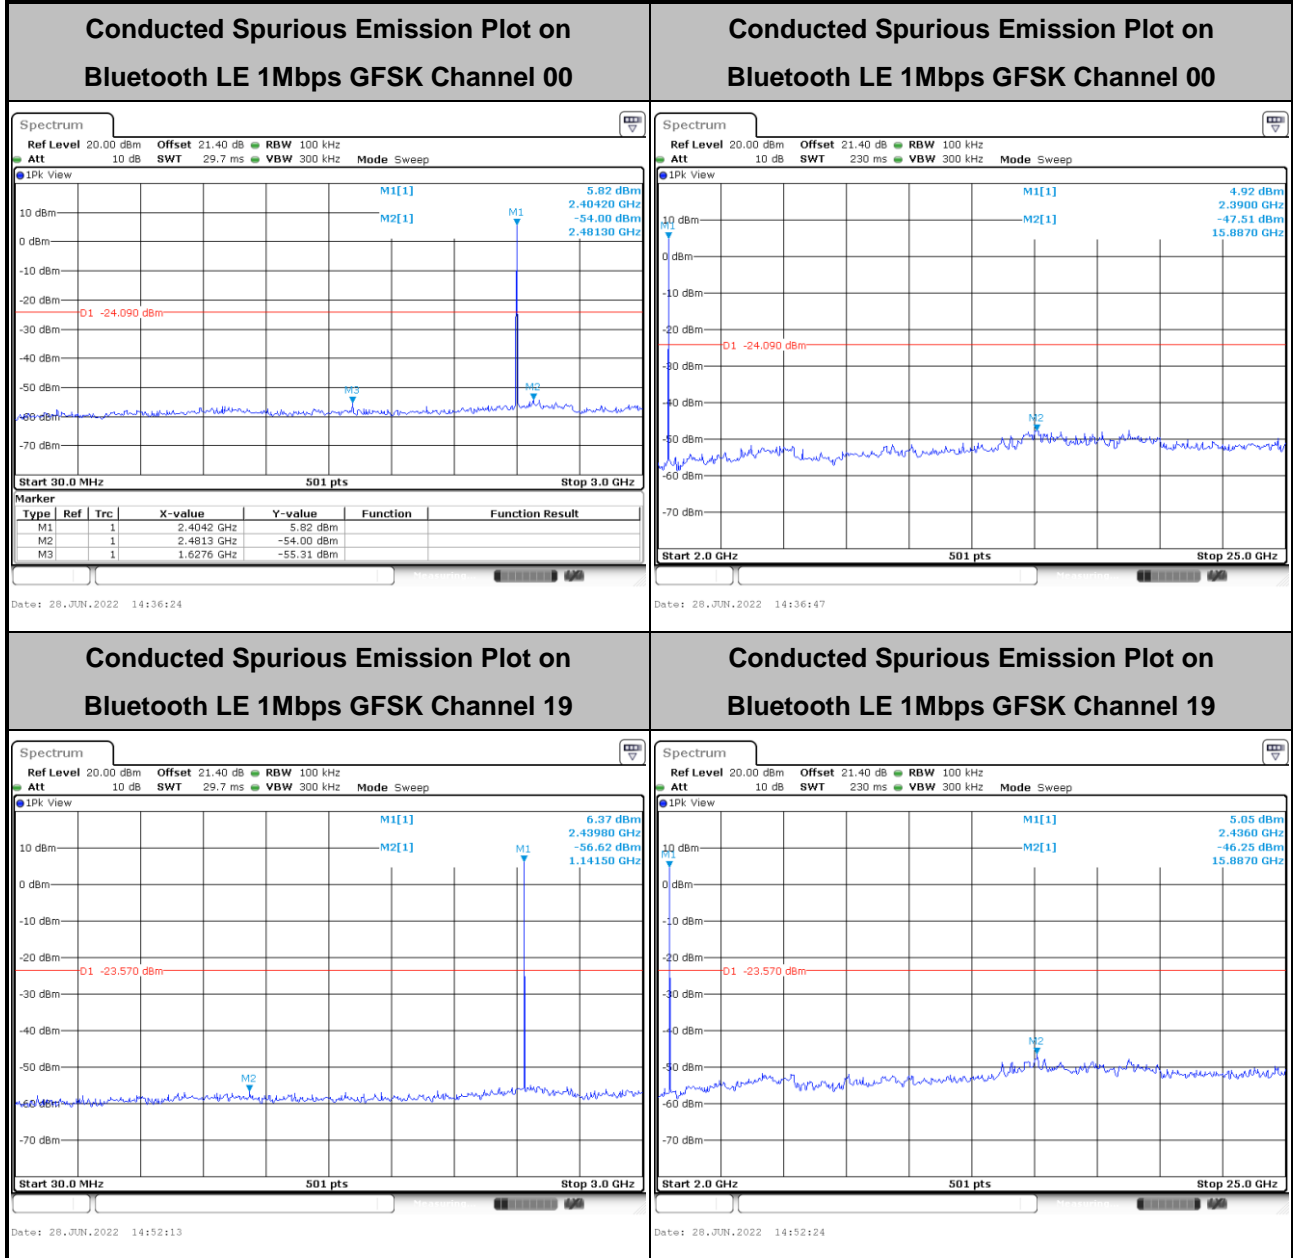 Conducted Spurious Emission Plot on
Bluetooth LE 1Mbps GFSK Channel 00
Spectrum
Ref Level 20.00 dBm Offset 21.40 dB RBW 100 kHz
Att 10 dB SWT 29.7 ms VBW 300 kHz Mode Sweep
1Pk View
M1[1] 5.82 dBm
2.40420 GHz
M2[1] -54.00 dBm
2.48130 GHz
10 dBm
M1
0 dBm
-10 dBm
-20 dBm
D1 -24.090 dBm
-30 dBm
-40 dBm
-50 dBm
M3
M2
-60 dBm
-70 dBm
Start 30.0 MHz 501 pts Stop 3.0 GHz
Marker
Type Ref Trc X-value Y-value Function Function Result
M1 1 2.4042 GHz 5.82 dBm
M2 1 2.4813 GHz -54.00 dBm
M3 1 1.6276 GHz -55.31 dBm
Measuring...
Date: 28.JUN.2022 14:36:24
Conducted Spurious Emission Plot on
Bluetooth LE 1Mbps GFSK Channel 00
Spectrum
Ref Level 20.00 dBm Offset 21.40 dB RBW 100 kHz
Att 10 dB SWT 230 ms VBW 300 kHz Mode Sweep
1Pk View
M1[1] 4.92 dBm
2.3900 GHz
M2[1] -47.51 dBm
15.8870 GHz
10 dBm
M1
0 dBm
-10 dBm
-20 dBm
D1 -24.090 dBm
-30 dBm
-40 dBm
M2
-50 dBm
-60 dBm
-70 dBm
Start 2.0 GHz 501 pts Stop 25.0 GHz
Measuring...
Date: 28.JUN.2022 14:36:47
Conducted Spurious Emission Plot on
Bluetooth LE 1Mbps GFSK Channel 19
Spectrum
Ref Level 20.00 dBm Offset 21.40 dB RBW 100 kHz
Att 10 dB SWT 29.7 ms VBW 300 kHz Mode Sweep
1Pk View
M1[1] 6.37 dBm
2.43980 GHz
M2[1] -56.62 dBm
1.14150 GHz
10 dBm
M1
0 dBm
-10 dBm
-20 dBm
D1 -23.570 dBm
-30 dBm
-40 dBm
-50 dBm
M2
-60 dBm
-70 dBm
Start 30.0 MHz 501 pts Stop 3.0 GHz
Measuring...
Date: 28.JUN.2022 14:52:13
Conducted Spurious Emission Plot on
Bluetooth LE 1Mbps GFSK Channel 19
Spectrum
Ref Level 20.00 dBm Offset 21.40 dB RBW 100 kHz
Att 10 dB SWT 230 ms VBW 300 kHz Mode Sweep
1Pk View
M1[1] 5.05 dBm
2.4360 GHz
M2[1] -46.25 dBm
15.8870 GHz
10 dBm
M1
0 dBm
-10 dBm
-20 dBm
D1 -23.570 dBm
-30 dBm
-40 dBm
M2
-50 dBm
-60 dBm
-70 dBm
Start 2.0 GHz 501 pts Stop 25.0 GHz
Measuring...
Date: 28.JUN.2022 14:52:24